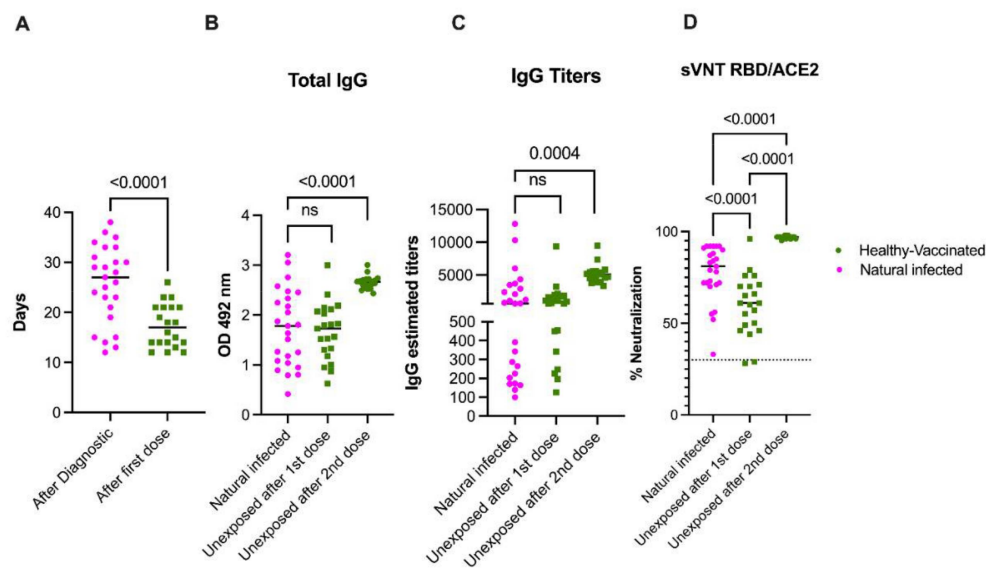 A
B
C
D
Total IgG
IgG Titers
sVNT RBD/ACE2
<0.0001
<0.0001
ns
0.0004
ns
<0.0001
<0.0001
<0.0001
Days
40
30
20
10
0
After Diagnostic
After first dose
OD 492 nm
4
3
2
1
0
Natural infected
Unexposed after 1st dose
Unexposed after 2nd dose
IgG estimated titers
15000
10000
5000
500
400
300
200
100
0
Natural infected
Unexposed after 1st dose
Unexposed after 2nd dose
% Neutralization
100
50
0
Natural infected
Unexposed after 1st dose
Unexposed after 2nd dose
Healthy-Vaccinated
Natural infected